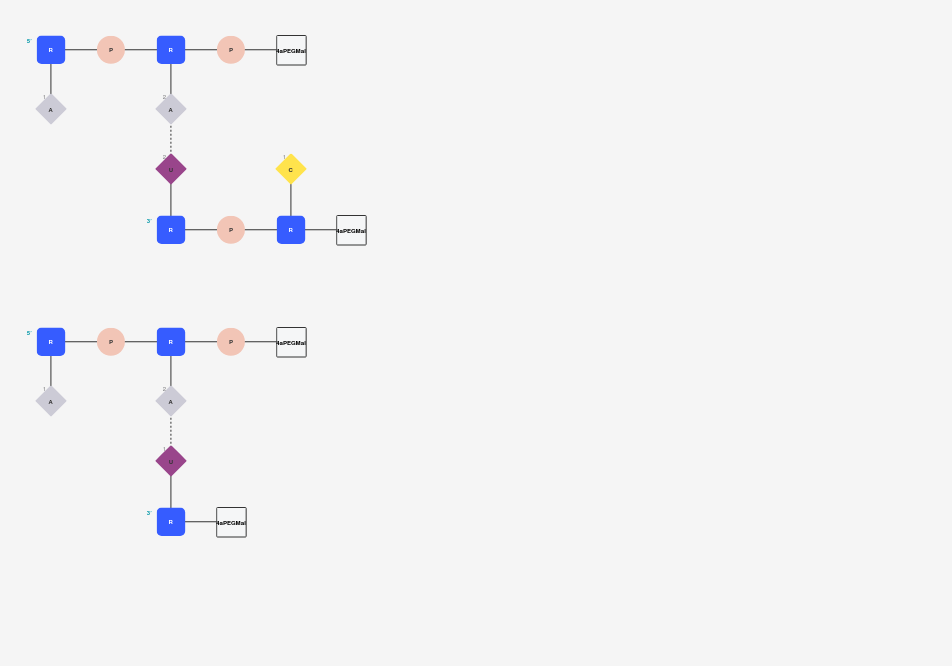 5' R P R P 4aPEGMal
1 A 2 A
2 U 1 C
3' R P R 4aPEGMal
5' R P R P 4aPEGMal
1 A 2 A
1 U
3' R 4aPEGMal